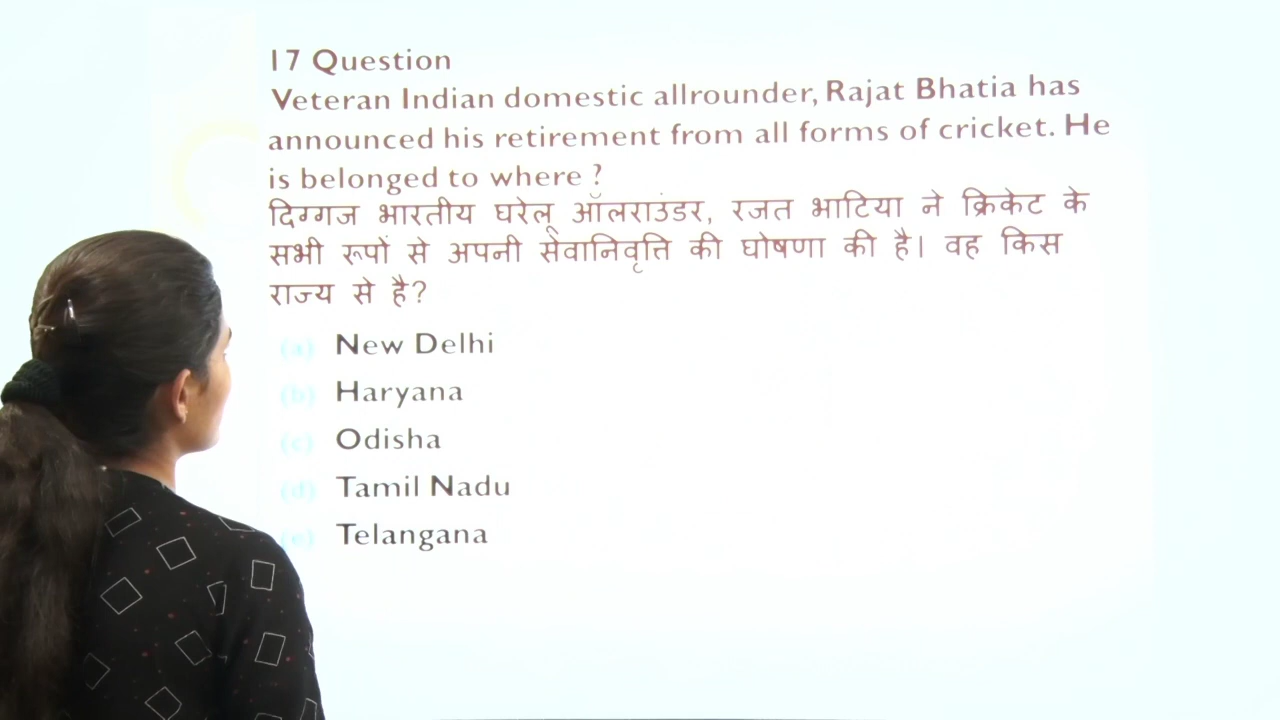 17 Question
Veteran Indian domestic allrounder, Rajat Bhatia has
announced his retirement from all forms of cricket. He
is belonged to where ?
दिग्गज भारतीय घरेलू ऑलराउंडर, रजत भाटिया ने क्रिकेट के
सभी रूपों से अपनी सेवानिवृत्ति की घोषणा की है। वह किस
राज्य से है?
(a) New Delhi
(b) Haryana
(c) Odisha
(d) Tamil Nadu
(e) Telangana